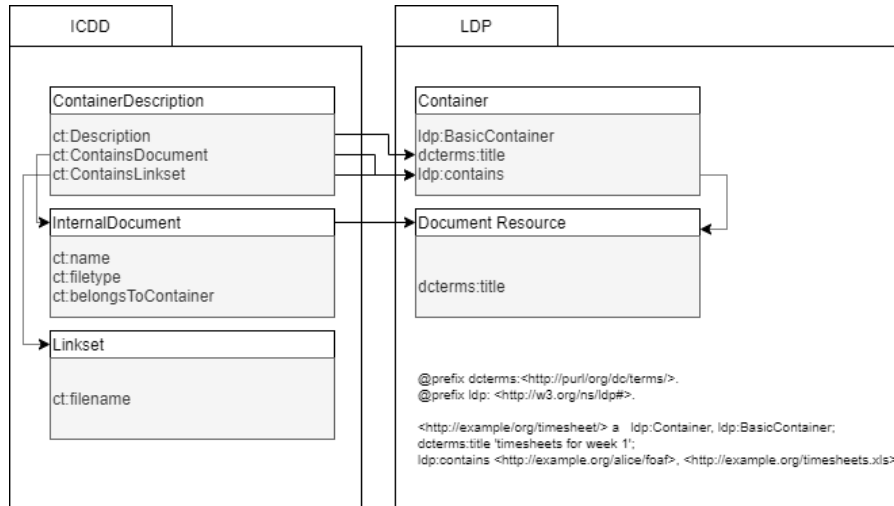 ICDD
LDP
ContainerDescription
ct:Description
ct:ContainsDocument
ct:ContainsLinkset
InternalDocument
ct:name
ct:filetype
ct:belongsToContainer
Linkset
ct:filename
Container
ldp:BasicContainer
dcterms:title
ldp:contains
Document Resource
dcterms:title
@prefix dcterms:<http://purl/org/dc/terms/>.
@prefix ldp: <http://w3.org/ns/ldp#>.
<http://example/org/timesheet/> a ldp:Container, ldp:BasicContainer;
dcterms:title 'timesheets for week 1';
ldp:contains <http://example.org/alice/foaf>, <http://example.org/timesheets.xls>